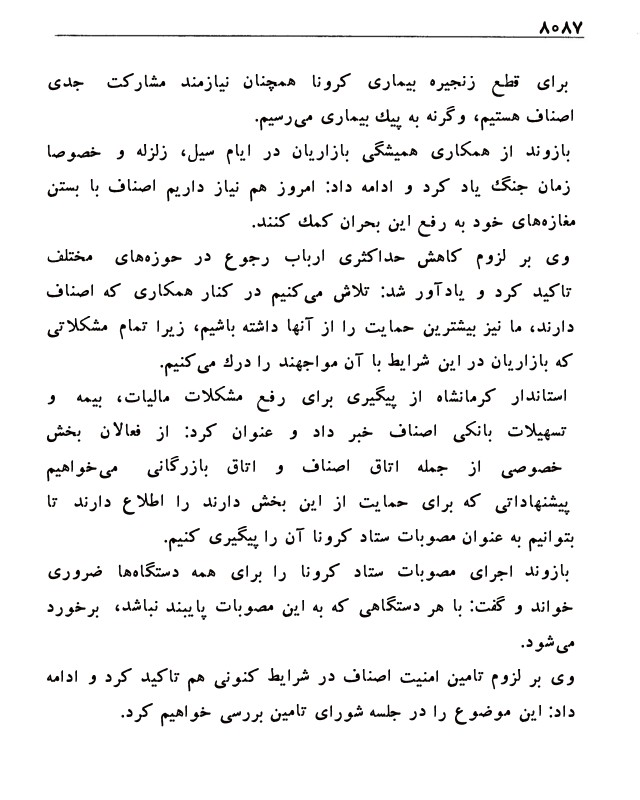 ۸۰۸۷
برای قطع زنجیره بیماری کرونا همچنان نیازمند مشارکت جدی
اصناف هستیم، وگرنه به پیك بیماری می‌رسیم.
بازوند از همکاری همیشگی بازاریان در ایام سیل، زلزله و خصوصا
زمان جنگ یاد کرد و ادامه داد: امروز هم نیاز داریم اصناف با بستن
مغازه‌های خود به رفع این بحران کمك کنند.
وی بر لزوم کاهش حداکثری ارباب رجوع در حوزه‌های مختلف
تاکید کرد و یادآور شد: تلاش می‌کنیم در کنار همکاری که اصناف
دارند، ما نیز بیشترین حمایت را از آنها داشته باشیم، زیرا تمام مشکلاتی
که بازاریان در این شرایط با آن مواجهند را درك می‌کنیم.
استاندار کرمانشاه از پیگیری برای رفع مشکلات مالیات، بیمه و
تسهیلات بانکی اصناف خبر داد و عنوان کرد: از فعالان بخش
خصوصی از جمله اتاق اصناف و اتاق بازرگانی می‌خواهیم
پیشنهاداتی که برای حمایت از این بخش دارند را اطلاع دارند تا
بتوانیم به عنوان مصوبات ستاد کرونا آن را پیگیری کنیم.
بازوند اجرای مصوبات ستاد کرونا را برای همه دستگاه‌ها ضروری
خواند و گفت: با هر دستگاهی که به این مصوبات پایبند نباشد، برخورد
می‌شود.
وی بر لزوم تامین امنیت اصناف در شرایط کنونی هم تاکید کرد و ادامه
داد: این موضوع را در جلسه شورای تامین بررسی خواهیم کرد.